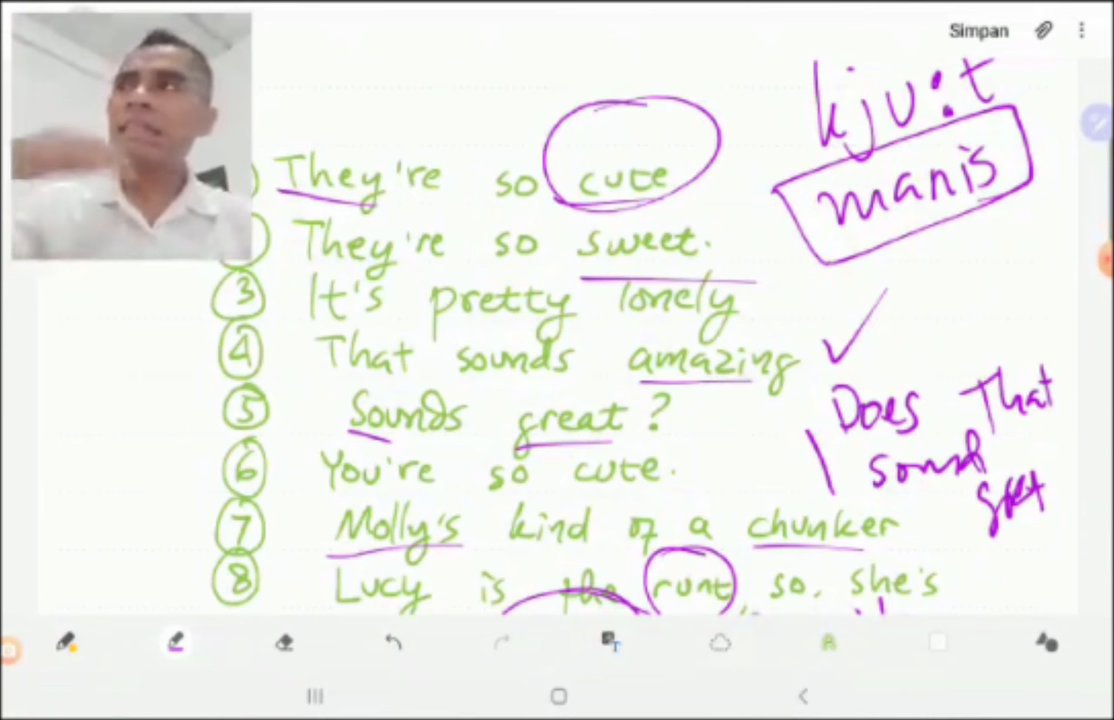 Simpan
kju:t
manis
They're so cute
They're so sweet.
3 It's pretty lonely
4 That sounds amazing
5 Sounds great?
Does That
sound
6 You're so cute.
7 Molly's kind of a chunker
8 Lucy is the runt, so, she's